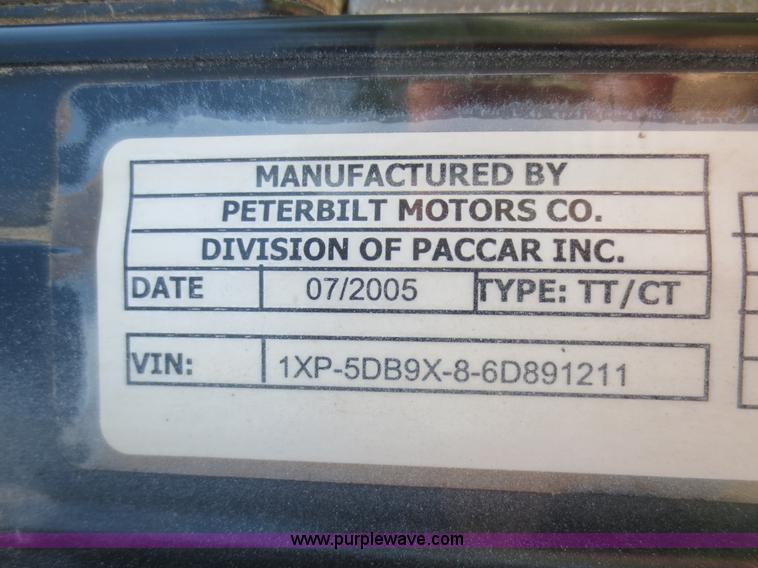 MANUFACTURED BY
PETERBILT MOTORS CO.
DIVISION OF PACCAR INC.
DATE 07/2005 TYPE: TT/CT
VIN: 1XP-5DB9X-8-6D891211
www.purplewave.com